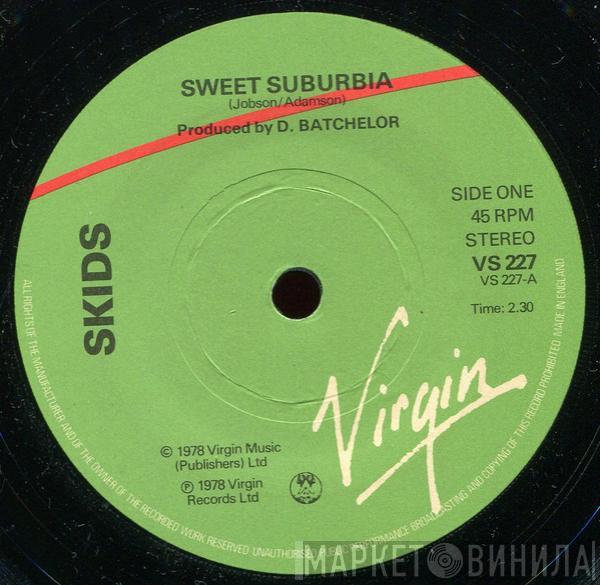 SWEET SUBURBIA
(Jobson/Adamson)
Produced by D. BATCHELOR
SKIDS
SIDE ONE
45 RPM
STEREO
VS 227
VS 227-A
Time: 2.30
Virgin
© 1978 Virgin Music
(Publishers) Ltd
℗ 1978 Virgin
Records Ltd
ALL RIGHTS OF THE MANUFACTURER AND OF THE OWNER OF THE RECORDED WORK RESERVED UNAUTHORISED PUBLIC PERFORMANCE BROADCASTING AND COPYING OF THIS RECORD PROHIBITED MADE IN ENGLAND
МАРКЕТ ВИНИЛА